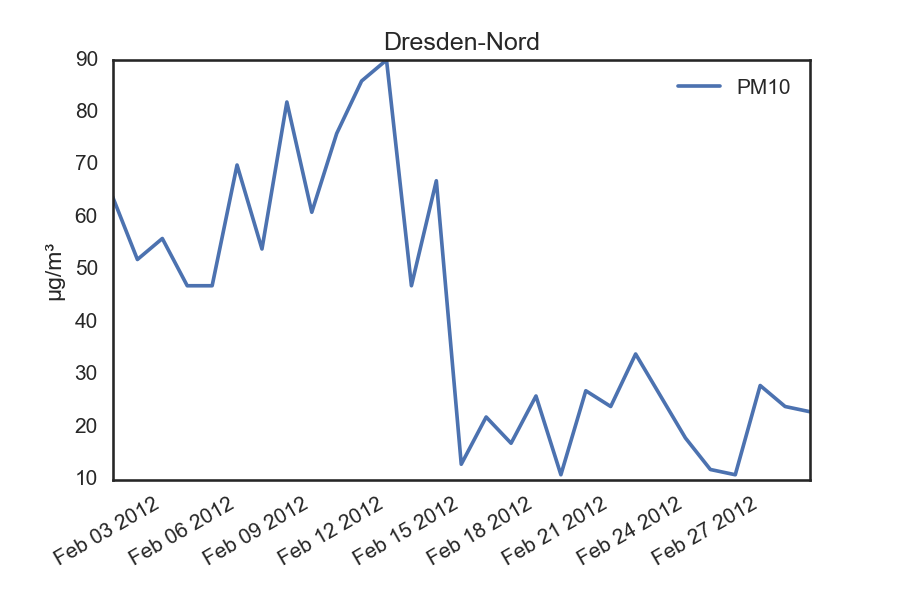 Dresden-Nord
PM10
µg/m³
90
80
70
60
50
40
30
20
10
Feb 03 2012
Feb 06 2012
Feb 09 2012
Feb 12 2012
Feb 15 2012
Feb 18 2012
Feb 21 2012
Feb 24 2012
Feb 27 2012